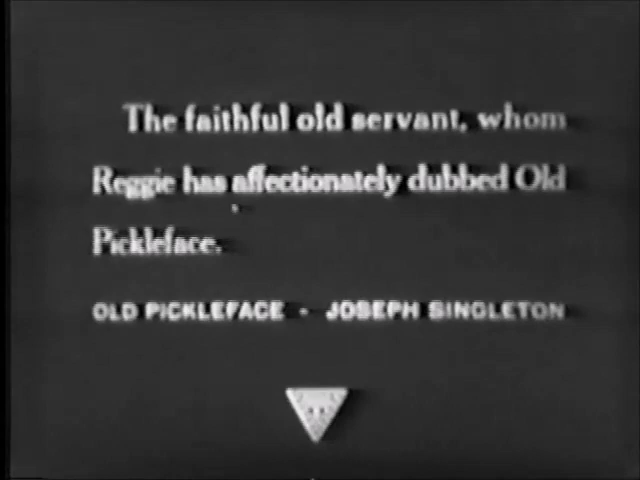 The faithful old servant, whom
Reggie has affectionately dubbed Old
Pickleface.
OLD PICKLEFACE - JOSEPH SINGLETON